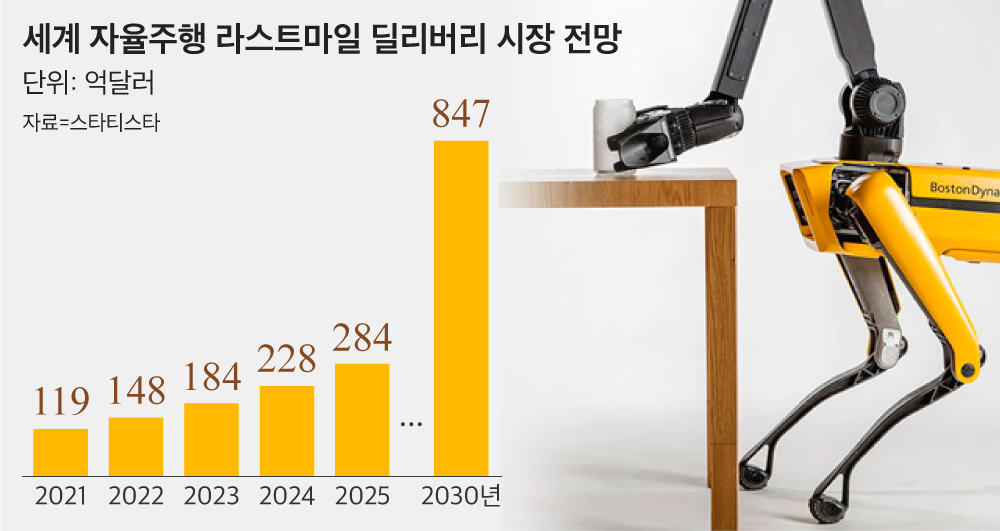 세계 자율주행 라스트마일 딜리버리 시장 전망
단위: 억달러
자료=스타티스타
119 148 184 228 284 ... 847
2021 2022 2023 2024 2025 2030년
BostonDyna